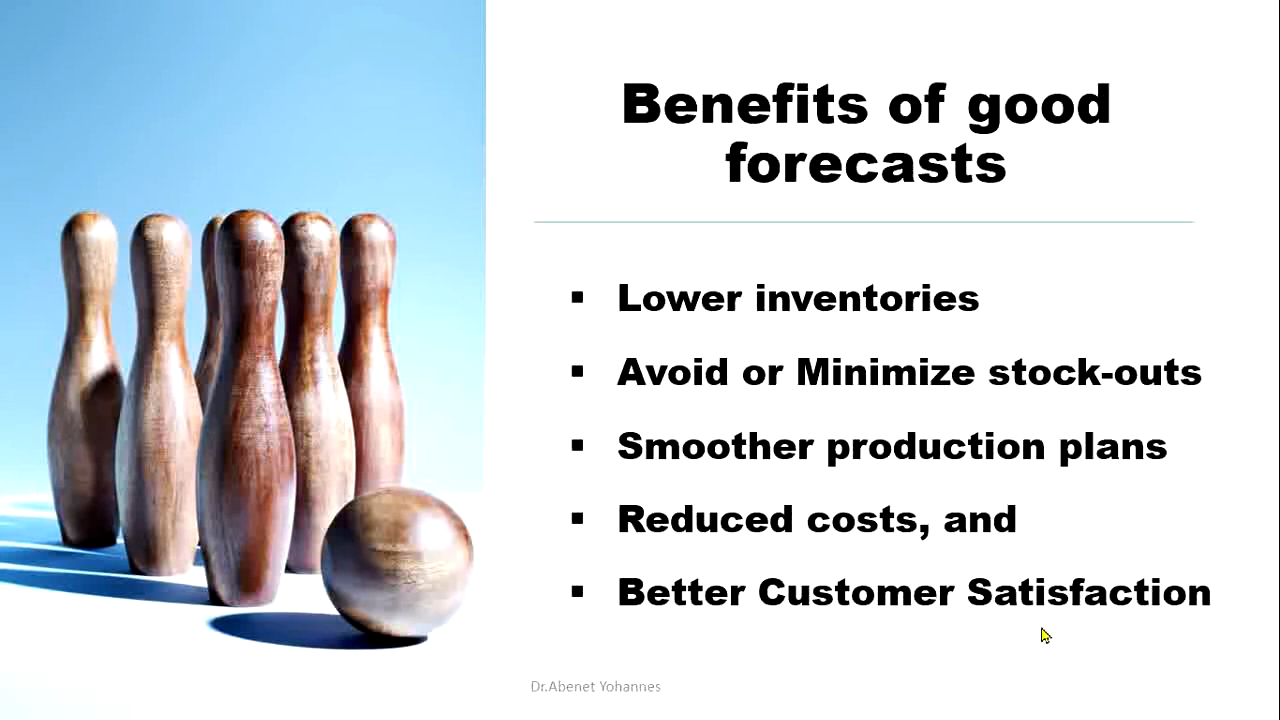 Benefits of good
forecasts
▪ Lower inventories
▪ Avoid or Minimize stock-outs
▪ Smoother production plans
▪ Reduced costs, and
▪ Better Customer Satisfaction
Dr.Abenet Yohannes